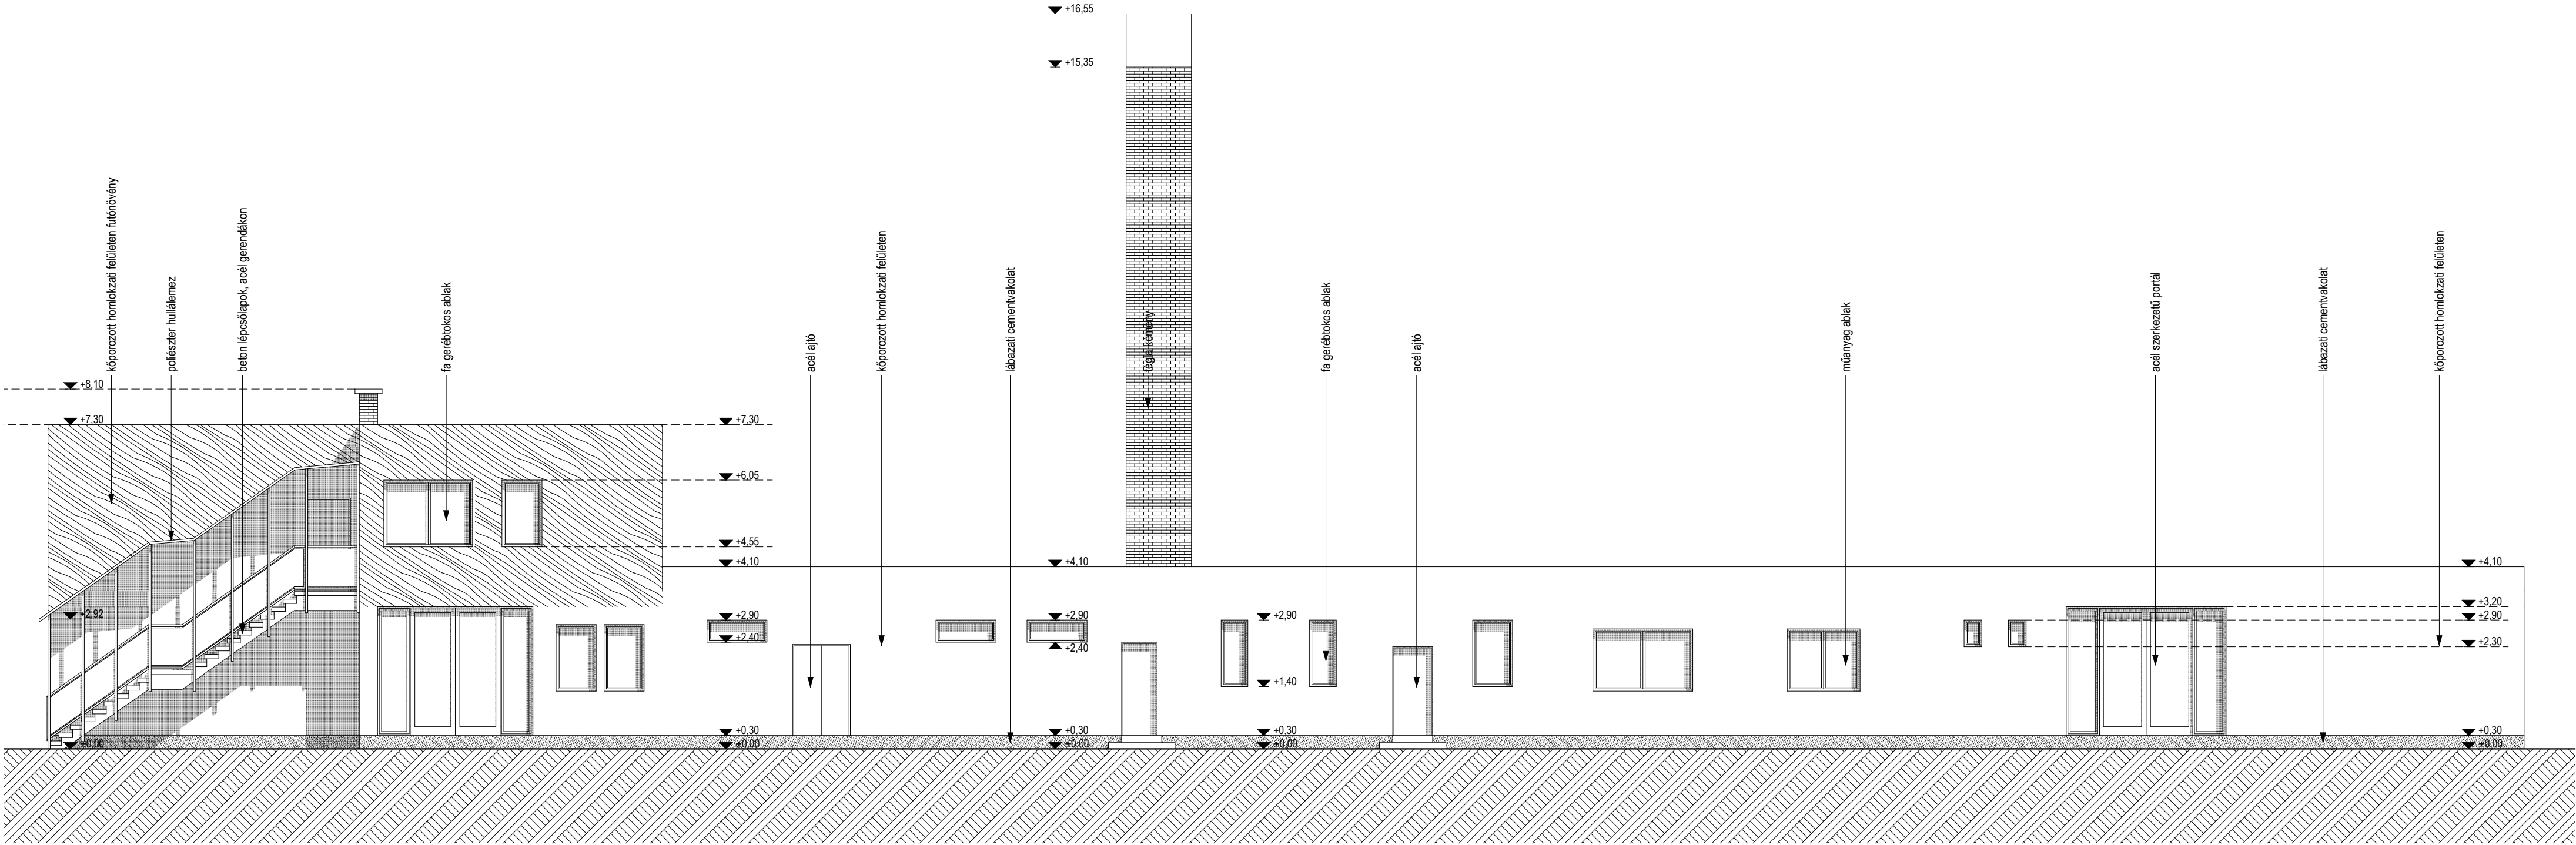 +16,55
+15,35
kőporozott homlokzati felületen futónövény
poliészter hullálemez
beton lépcsőlapok, acél gerendákon
fa gerébtokos ablak
acél ajtó
kőporozott homlokzati felületen
lábazati cementvakolat
tégla kémény
fa gerébtokos ablak
acél ajtó
műanyag ablak
acél szerkezetű portál
lábazati cementvakolat
kőporozott homlokzati felületen
+8,10
+7,30
+7,30
+6,05
+4,55
+4,10
+4,10
+4,10
+3,20
+2,92
+2,90
+2,90
+2,90
+2,90
+2,40
+2,40
+2,30
+1,40
+0,30
+0,30
+0,30
+0,30
±0,00
±0,00
±0,00
±0,00
±0,00